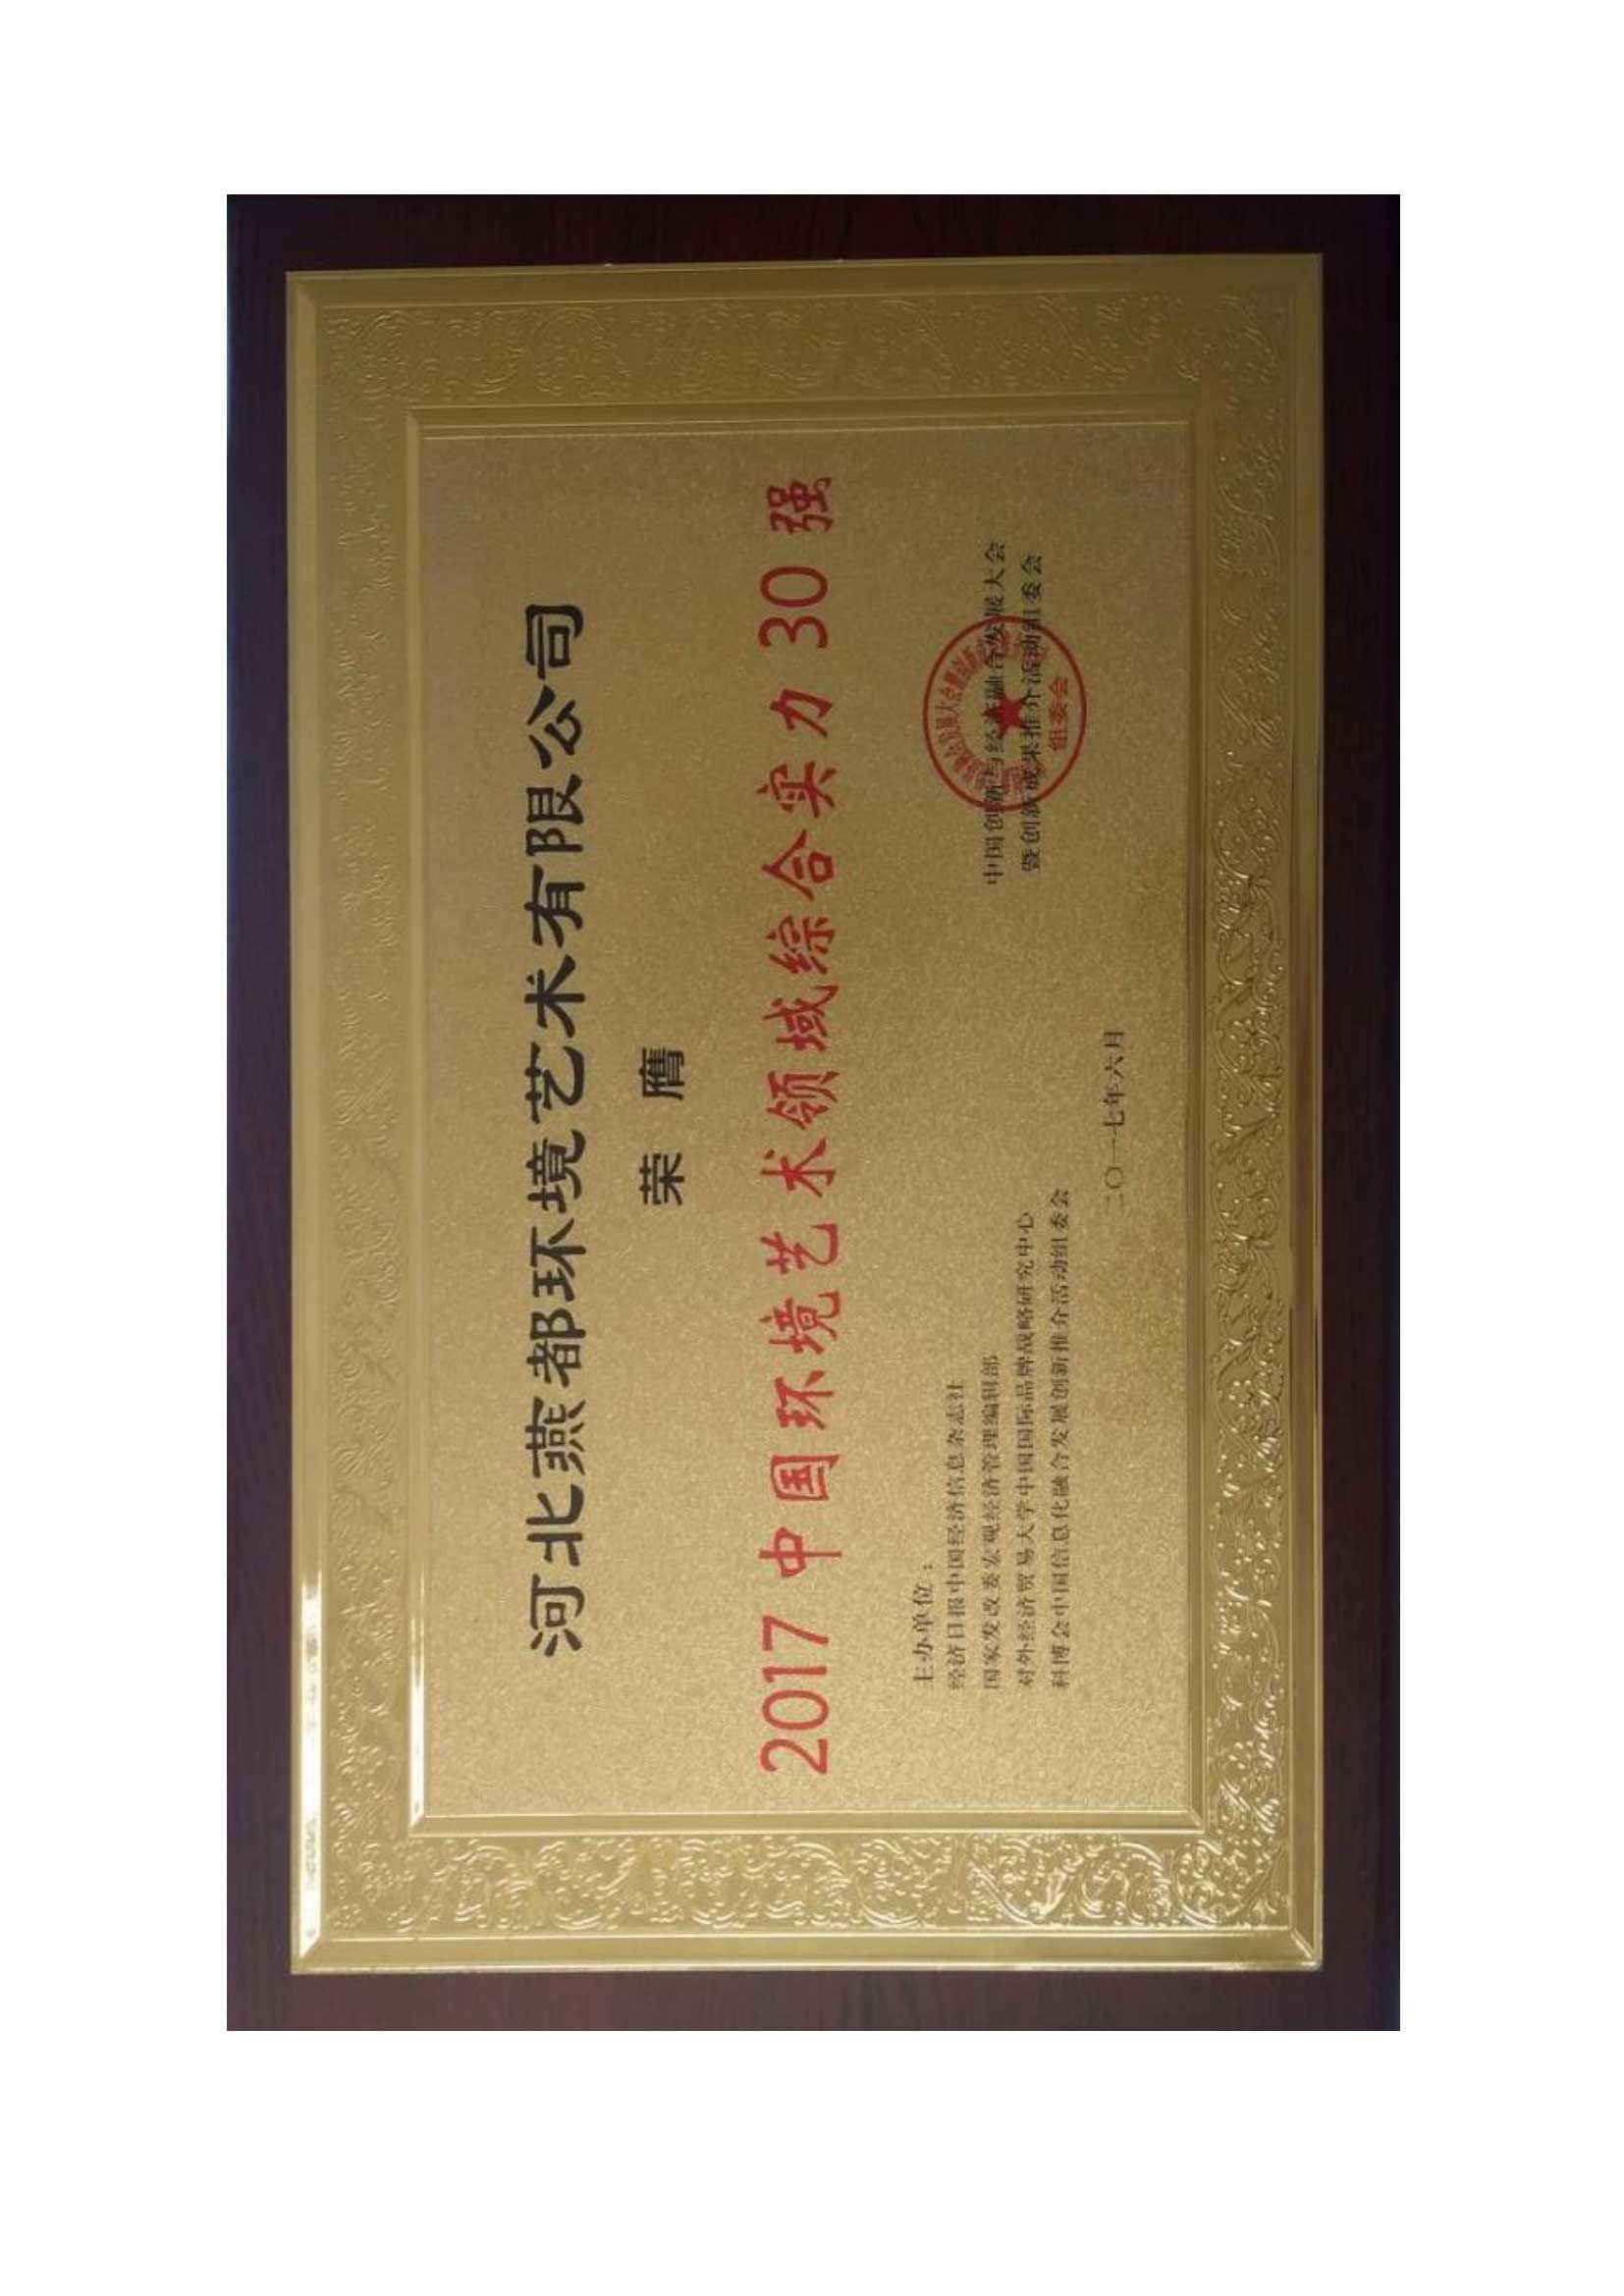 河北燕都环境艺术有限公司
荣膺
2017中国环境艺术领域综合实力30强
主办单位：
经济日报中国经济信息杂志社
国家发改委宏观经济管理编辑部
对外经济贸易大学中国国际品牌战略研究中心
科博会中国信息化融合发展创新推介活动组委会
中国创新与经济融合发展大会
暨创新成果推介活动组委会
组委会
二〇一七年六月